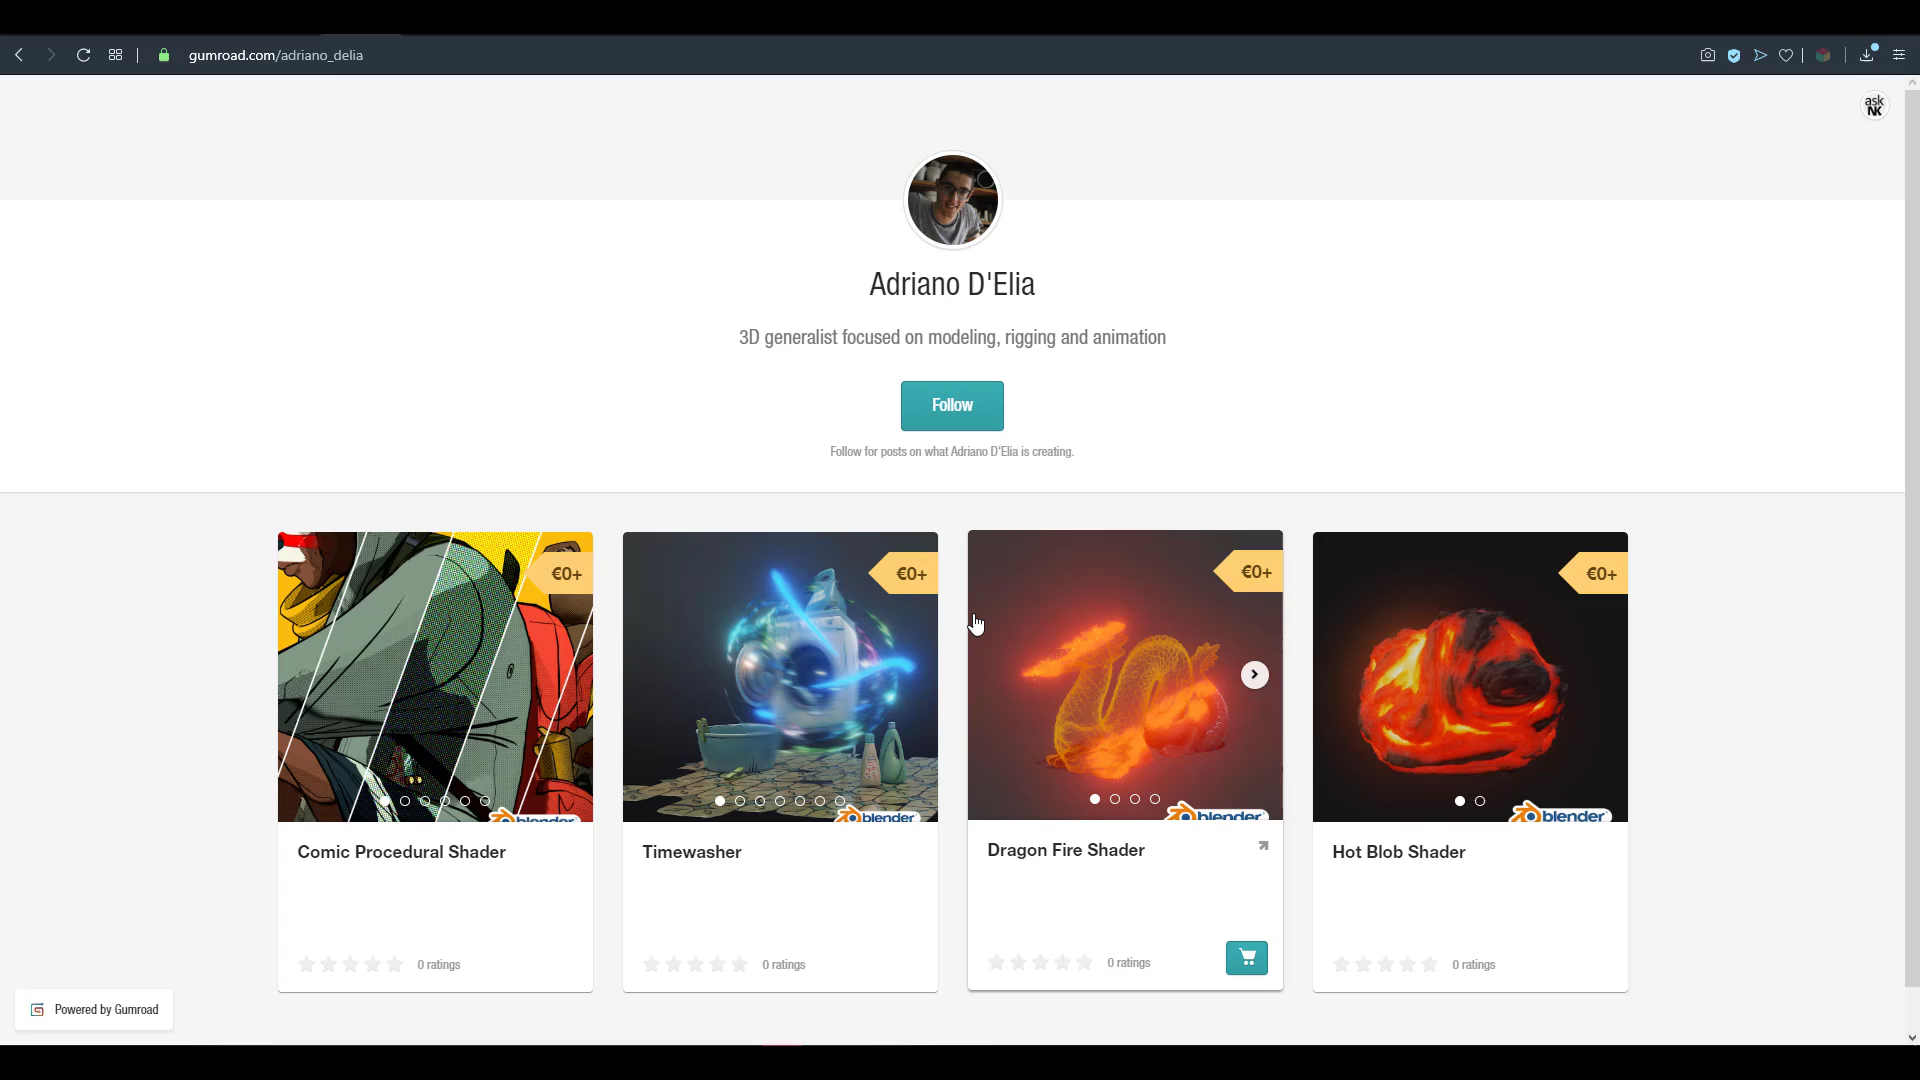 gumroad.com/adriano_delia
ask
NK
Adriano D'Elia
3D generalist focused on modeling, rigging and animation
Follow
Follow for posts on what Adriano D'Elia is creating.
€0+
€0+
€0+
€0+
blender
blender
blender
blender
Comic Procedural Shader
Timewasher
Dragon Fire Shader
Hot Blob Shader
0 ratings
0 ratings
0 ratings
0 ratings
Powered by Gumroad